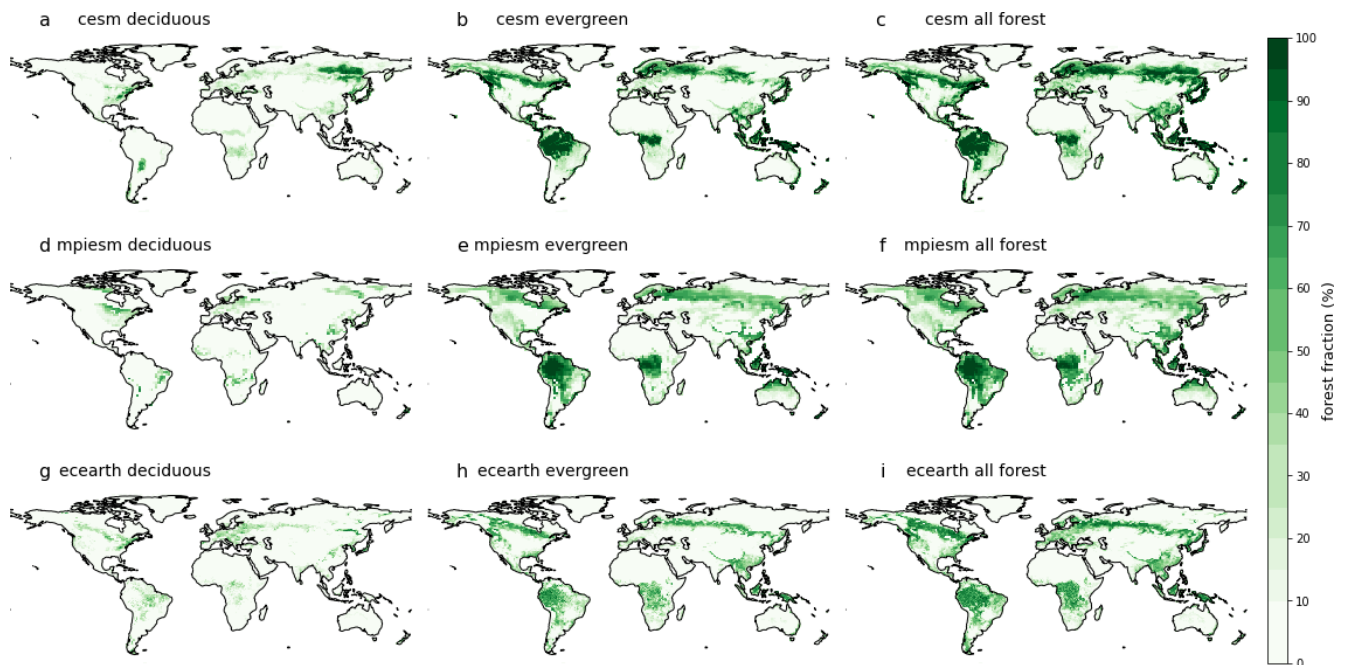 a cesm deciduous
b cesm evergreen
c cesm all forest
d mpiesm deciduous
e mpiesm evergreen
f mpiesm all forest
g ecearth deciduous
h ecearth evergreen
i ecearth all forest
100
90
80
70
60
50
40
30
20
10
0
forest fraction (%)